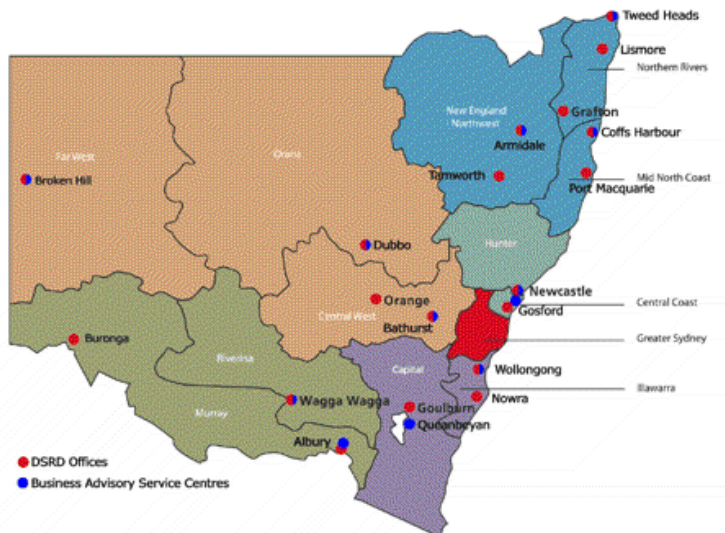 Tweed Heads
Lismore
Northern Rivers
New England
Northwest
Grafton
Coffs Harbour
Armidale
Far West
Orana
Broken Hill
Tamworth
Port Macquarie
Mid North Coast
Hunter
Dubbo
Newcastle
Orange
Central West
Bathurst
Gosford
Central Coast
Buronga
Greater Sydney
Riverina
Capital
Wollongong
Illawarra
Wagga Wagga
Nowra
Murray
Goulburn
Queanbeyan
Albury
DSRD Offices
Business Advisory Service Centres